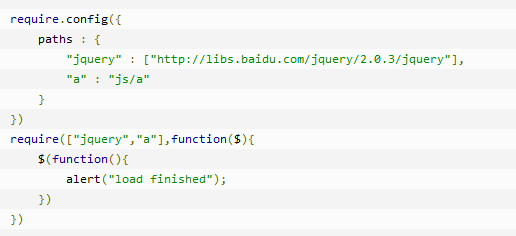 require.config({
    paths : {
        "jquery" : ["http://libs.baidu.com/jquery/2.0.3/jquery"],
        "a" : "js/a"
    }
})
require(["jquery","a"],function($){
    $(function(){
        alert("load finished");
    })
})